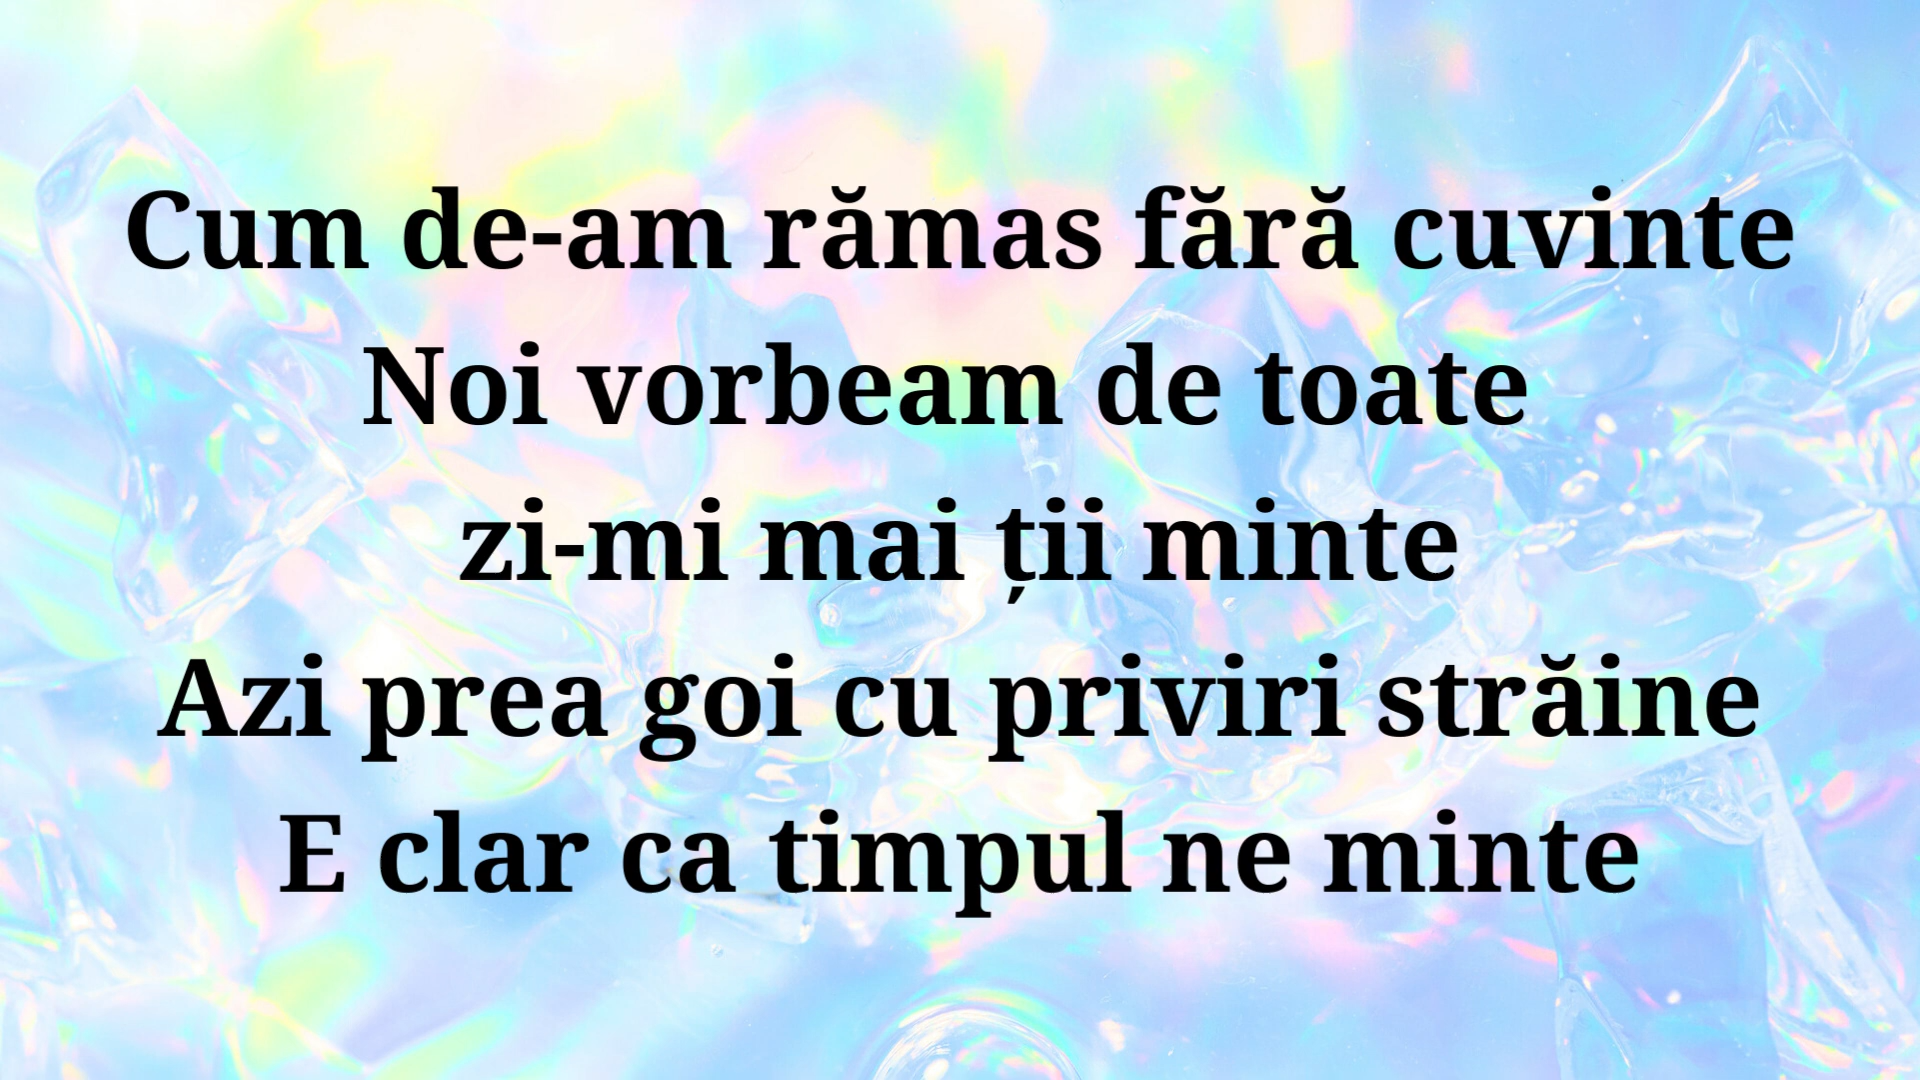 Cum de-am rămas fără cuvinte
Noi vorbeam de toate
zi-mi mai ții minte
Azi prea goi cu priviri străine
E clar ca timpul ne minte